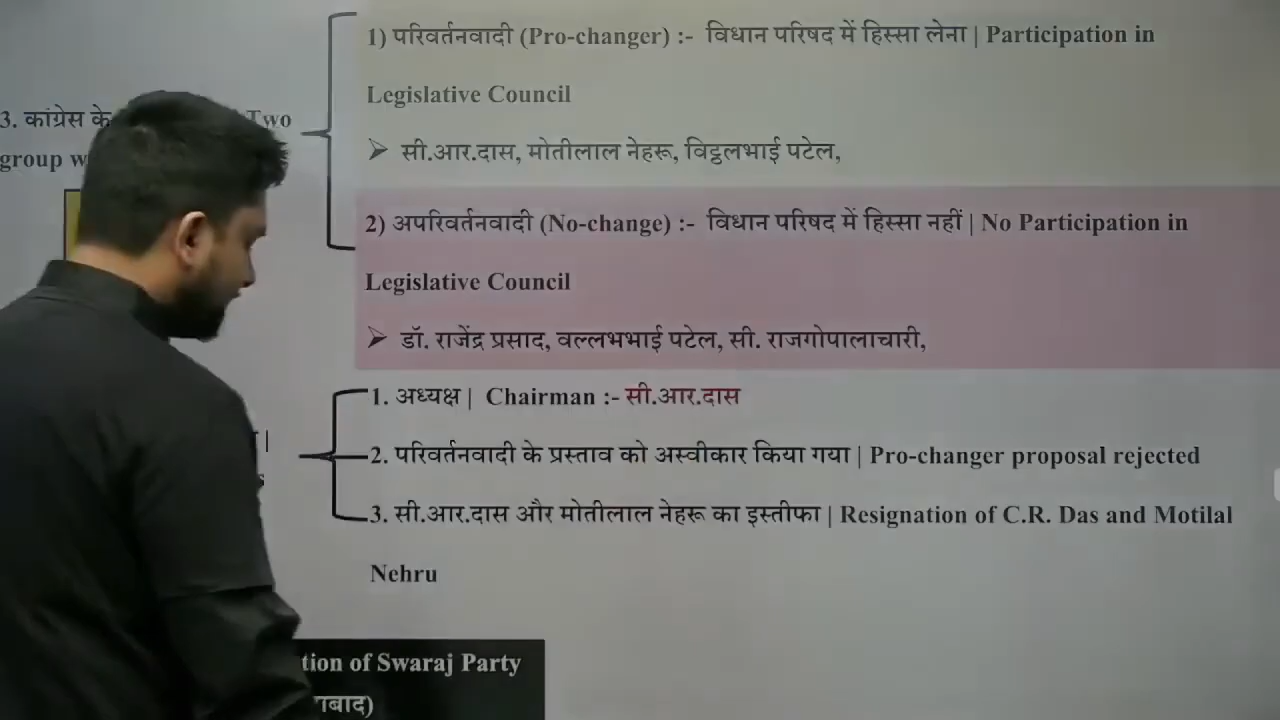 1) परिवर्तनवादी (Pro-changer) :- विधान परिषद में हिस्सा लेना | Participation in
Legislative Council
3. कांग्रेस के
Two
group
➢ सी.आर.दास, मोतीलाल नेहरू, विट्ठलभाई पटेल,
2) अपरिवर्तनवादी (No-change) :- विधान परिषद में हिस्सा नहीं | No Participation in
Legislative Council
➢ डॉ. राजेंद्र प्रसाद, वल्लभभाई पटेल, सी. राजगोपालाचारी,
1. अध्यक्ष | Chairman :- सी.आर.दास
2. परिवर्तनवादी के प्रस्ताव को अस्वीकार किया गया | Pro-changer proposal rejected
3. सी.आर.दास और मोतीलाल नेहरू का इस्तीफा | Resignation of C.R. Das and Motilal
Nehru
tion of Swaraj Party
ाबाद)